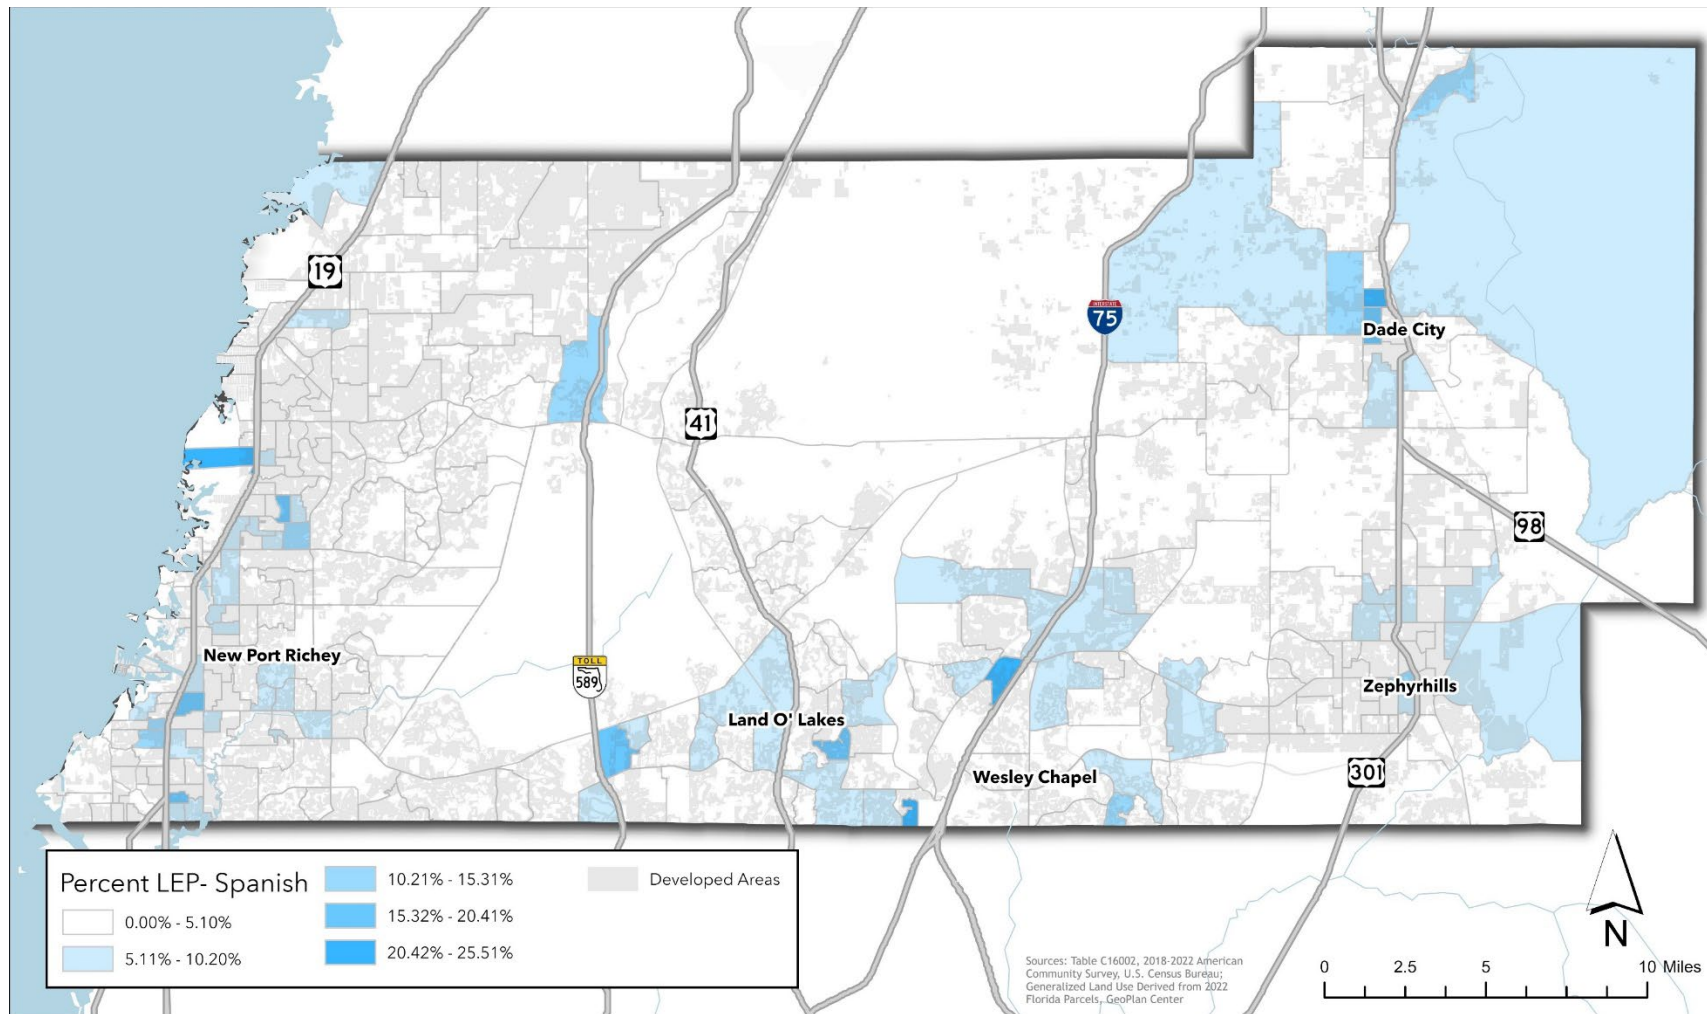 19
INTERSTATE
75
Dade City
41
98
New Port Richey
TOLL
589
Zephyrhills
Land O' Lakes
Wesley Chapel
301
Percent LEP- Spanish
0.00% - 5.10%
5.11% - 10.20%
10.21% - 15.31%
15.32% - 20.41%
20.42% - 25.51%
Developed Areas
Sources: Table C16002, 2018-2022 American
Community Survey, U.S. Census Bureau;
Generalized Land Use Derived from 2022
Florida Parcels, GeoPlan Center
N
0 2.5 5 10 Miles